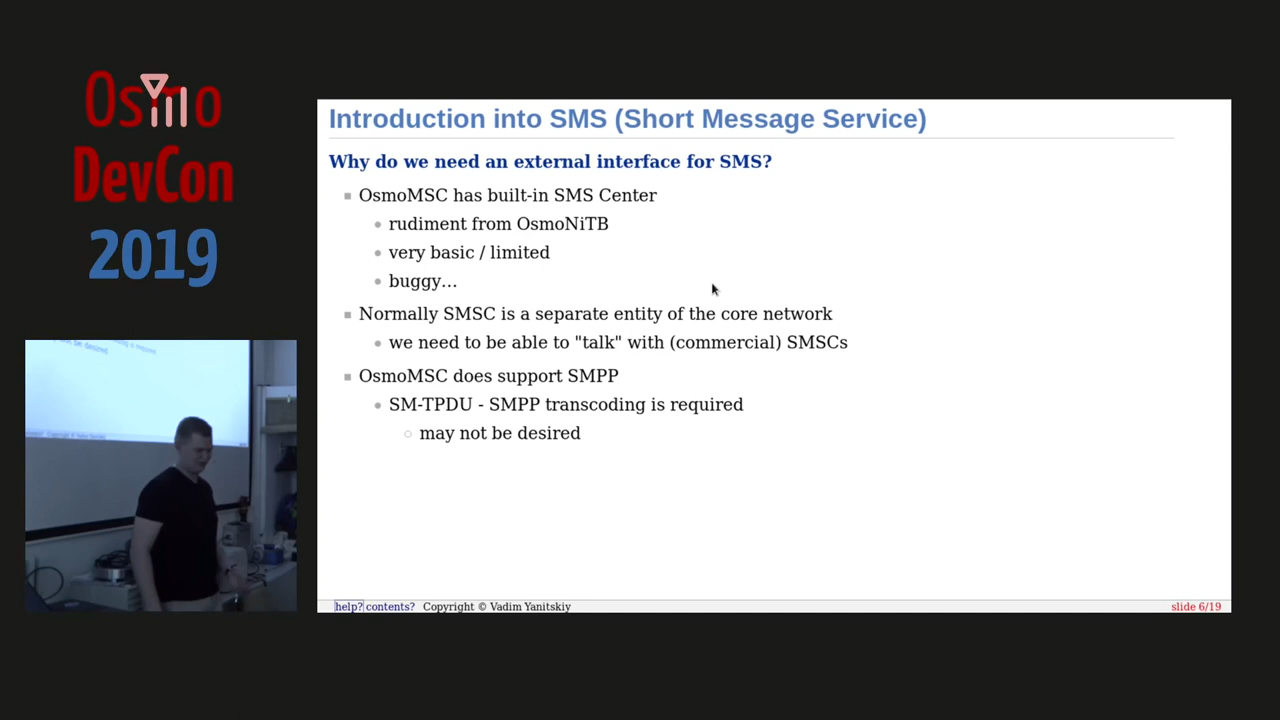 Osmo
DevCon
2019
Introduction into SMS (Short Message Service)
Why do we need an external interface for SMS?
OsmoMSC has built-in SMS Center
rudiment from OsmoNiTB
very basic / limited
buggy...
Normally SMSC is a separate entity of the core network
we need to be able to "talk" with (commercial) SMSCs
OsmoMSC does support SMPP
SM-TPDU - SMPP transcoding is required
may not be desired
help? contents? Copyright © Vadim Yanitskiy
slide 6/19